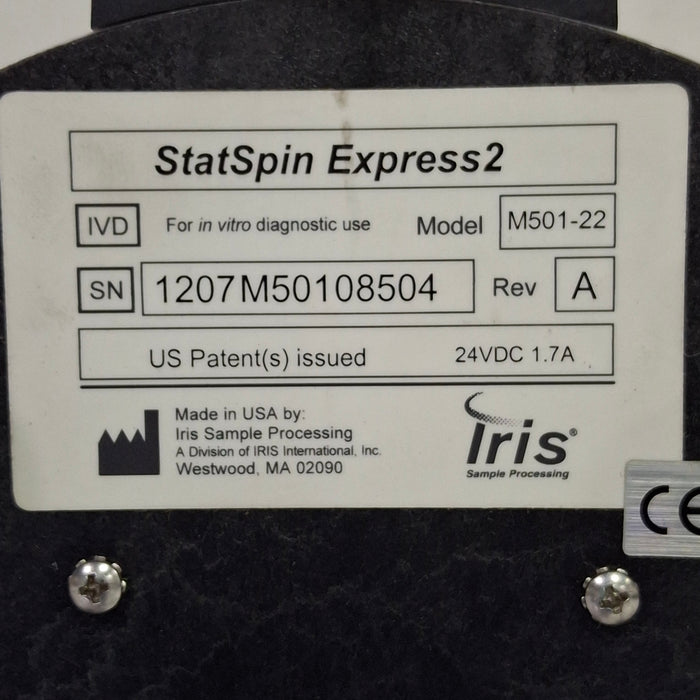 StatSpin Express2
IVD For in vitro diagnostic use Model M501-22
SN 1207M50108504 Rev A
US Patent(s) issued 24VDC 1.7A
Made in USA by:
Iris Sample Processing
A Division of IRIS International, Inc.
Westwood, MA 02090
Iris®
Sample Processing
CE